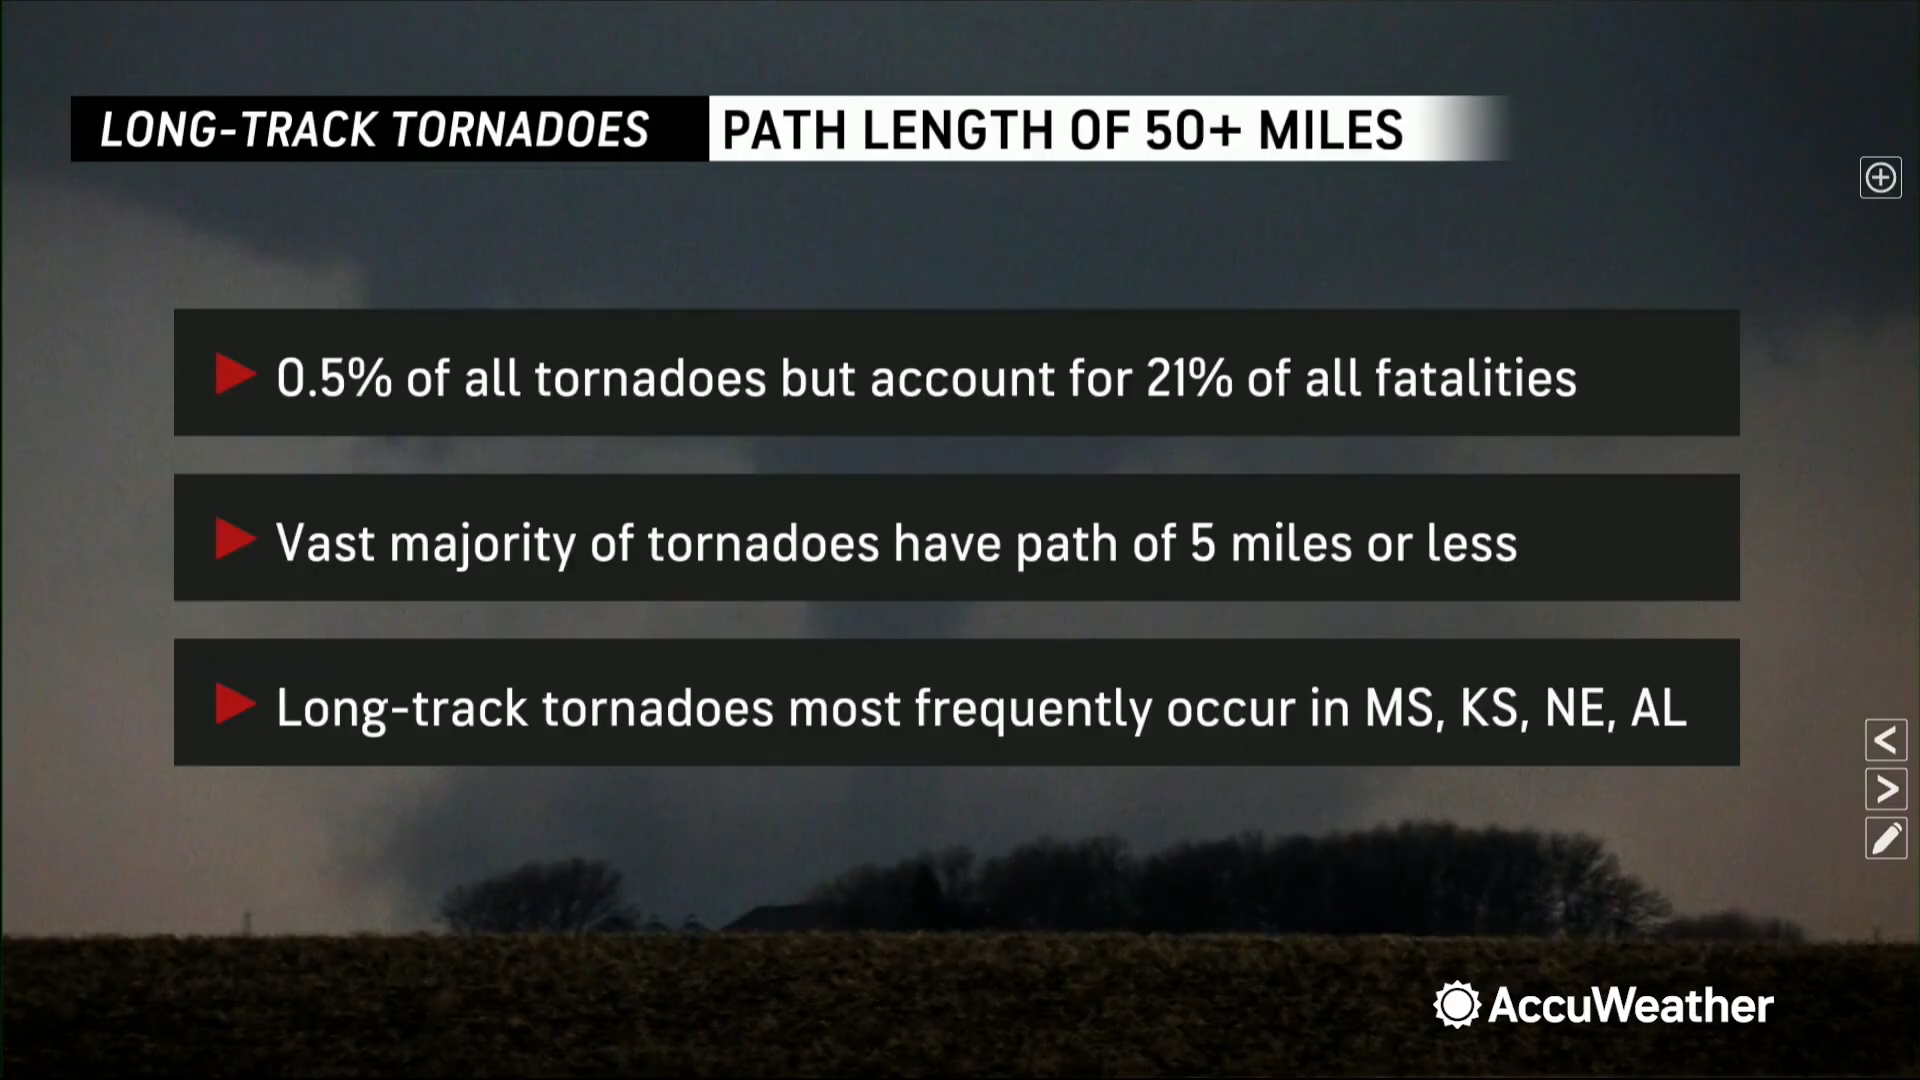 LONG-TRACK TORNADOES PATH LENGTH OF 50+ MILES
0.5% of all tornadoes but account for 21% of all fatalities
Vast majority of tornadoes have path of 5 miles or less
Long-track tornadoes most frequently occur in MS, KS, NE, AL
AccuWeather